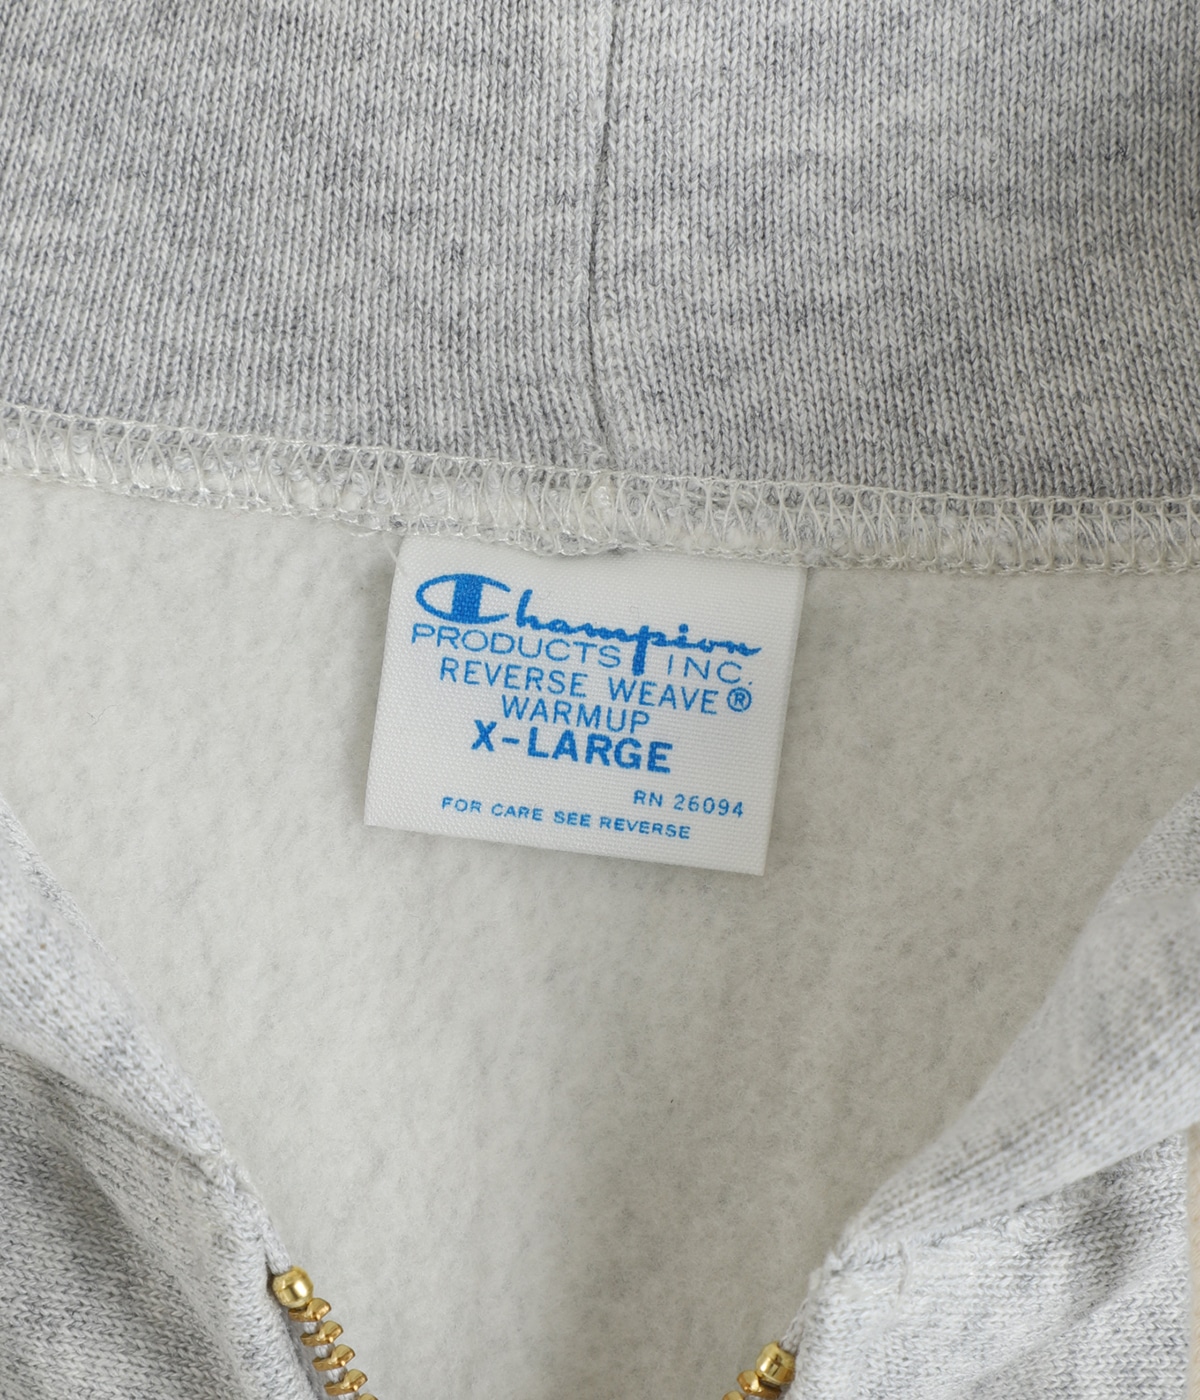 Champion
PRODUCTS INC.
REVERSE WEAVE®
WARMUP
X-LARGE
RN 26094
FOR CARE SEE REVERSE